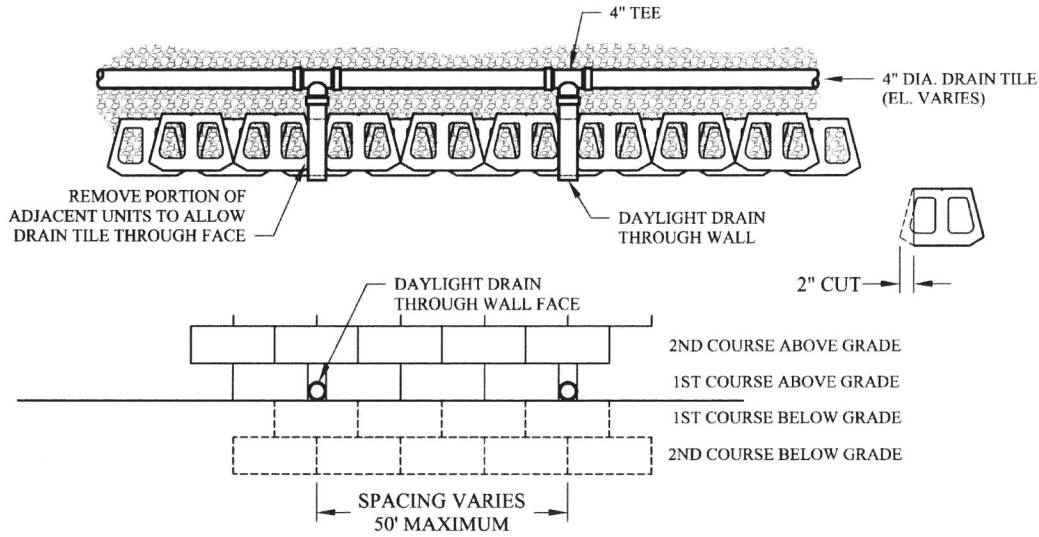 4" TEE
4" DIA. DRAIN TILE
(EL. VARIES)
REMOVE PORTION OF
ADJACENT UNITS TO ALLOW
DRAIN TILE THROUGH FACE
DAYLIGHT DRAIN
THROUGH WALL
2" CUT
DAYLIGHT DRAIN
THROUGH WALL FACE
2ND COURSE ABOVE GRADE
1ST COURSE ABOVE GRADE
1ST COURSE BELOW GRADE
2ND COURSE BELOW GRADE
SPACING VARIES
50' MAXIMUM